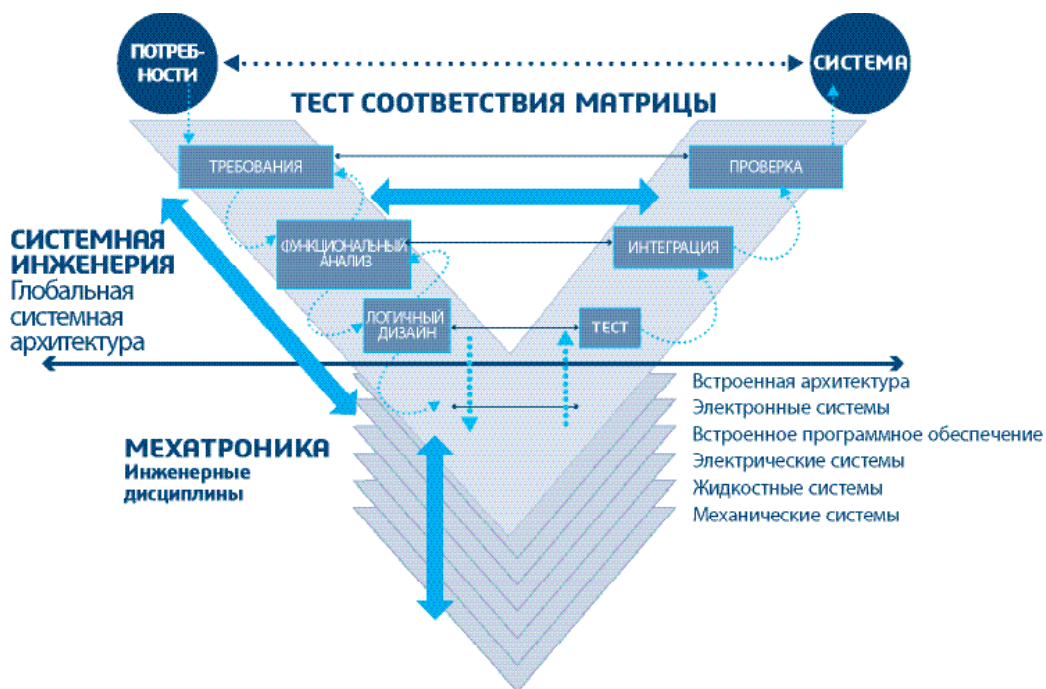 ПОТРЕБ-
НОСТИ
СИСТЕМА
ТЕСТ СООТВЕТСТВИЯ МАТРИЦЫ
ТРЕБОВАНИЯ
ПРОВЕРКА
СИСТЕМНАЯ
ИНЖЕНЕРИЯ
Глобальная
системная
архитектура
ФУНКЦИОНАЛЬНЫЙ
АНАЛИЗ
ИНТЕГРАЦИЯ
ЛОГИЧНЫЙ
ДИЗАЙН
ТЕСТ
МЕХАТРОНИКА
Инженерные
дисциплины
Встроенная архитектура
Электронные системы
Встроенное программное обеспечение
Электрические системы
Жидкостные системы
Механические системы